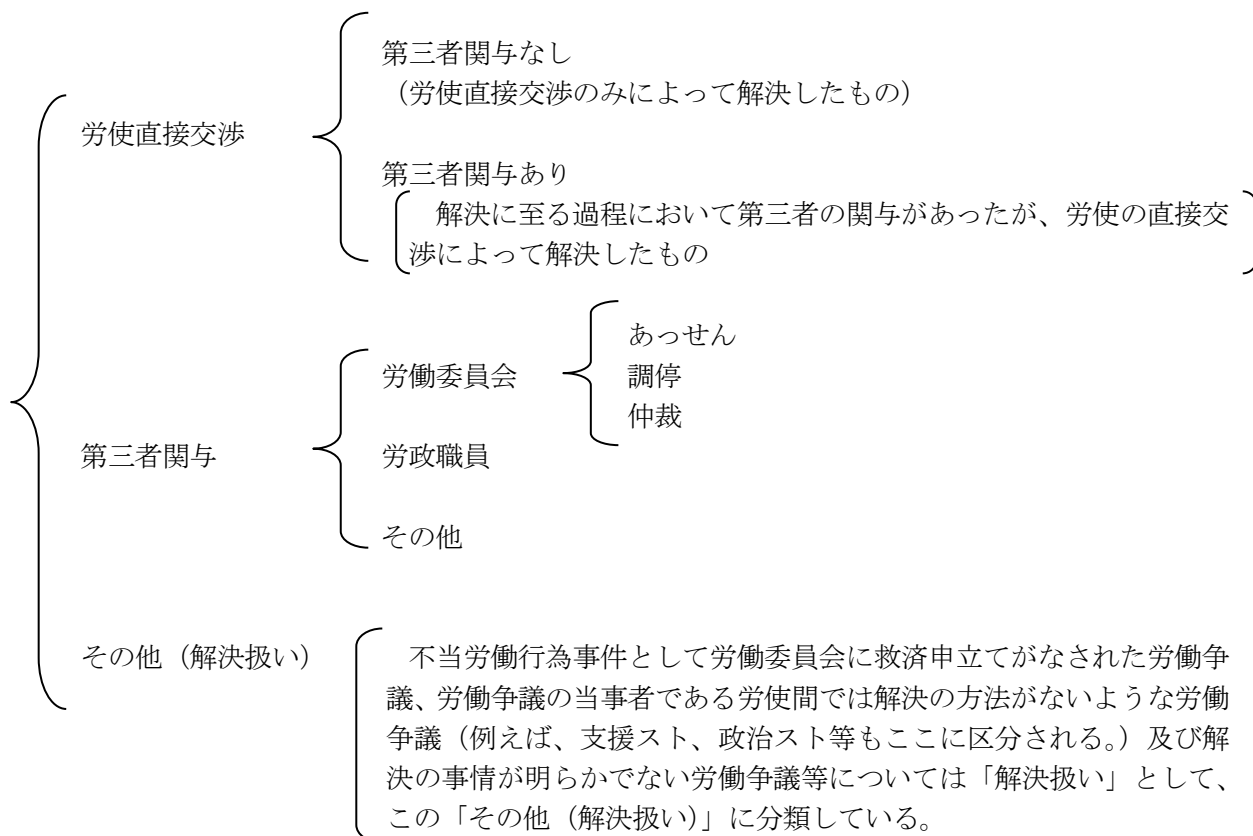 第三者関与なし
（労使直接交渉のみによって解決したもの）
労使直接交渉
第三者関与あり
解決に至る過程において第三者の関与があったが、労使の直接交
渉によって解決したもの
あっせん
労働委員会
調停
仲裁
第三者関与
労政職員
その他
その他（解決扱い）
不当労働行為事件として労働委員会に救済申立てがなされた労働争
議、労働争議の当事者である労使間では解決の方法がないような労働
争議（例えば、支援スト、政治スト等もここに区分される。）及び解
決の事情が明らかでない労働争議等については「解決扱い」として、
この「その他（解決扱い）」に分類している。